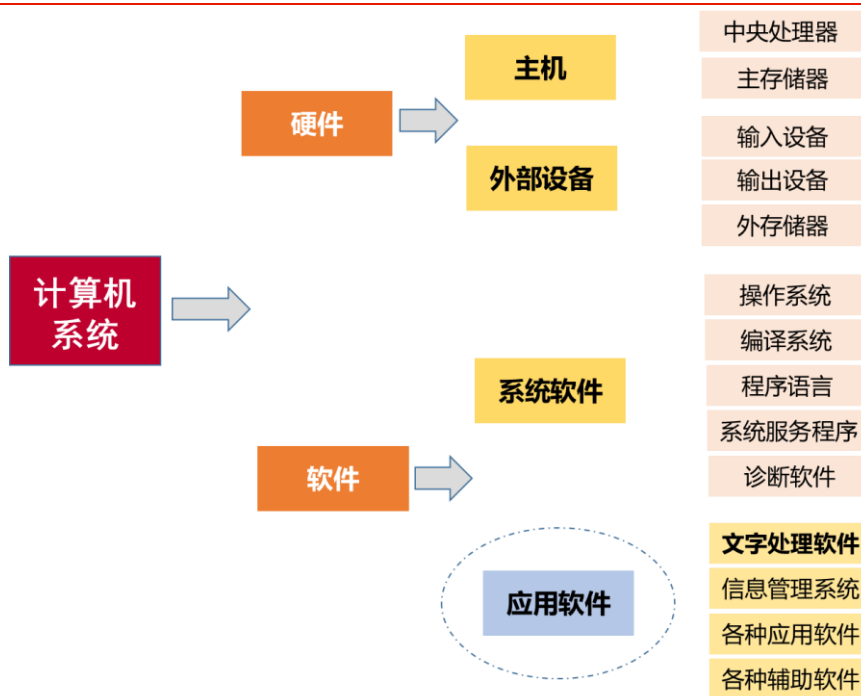 计算机
系统
硬件
主机
中央处理器
主存储器
外部设备
输入设备
输出设备
外存储器
软件
系统软件
操作系统
编译系统
程序语言
系统服务程序
诊断软件
应用软件
文字处理软件
信息管理系统
各种应用软件
各种辅助软件